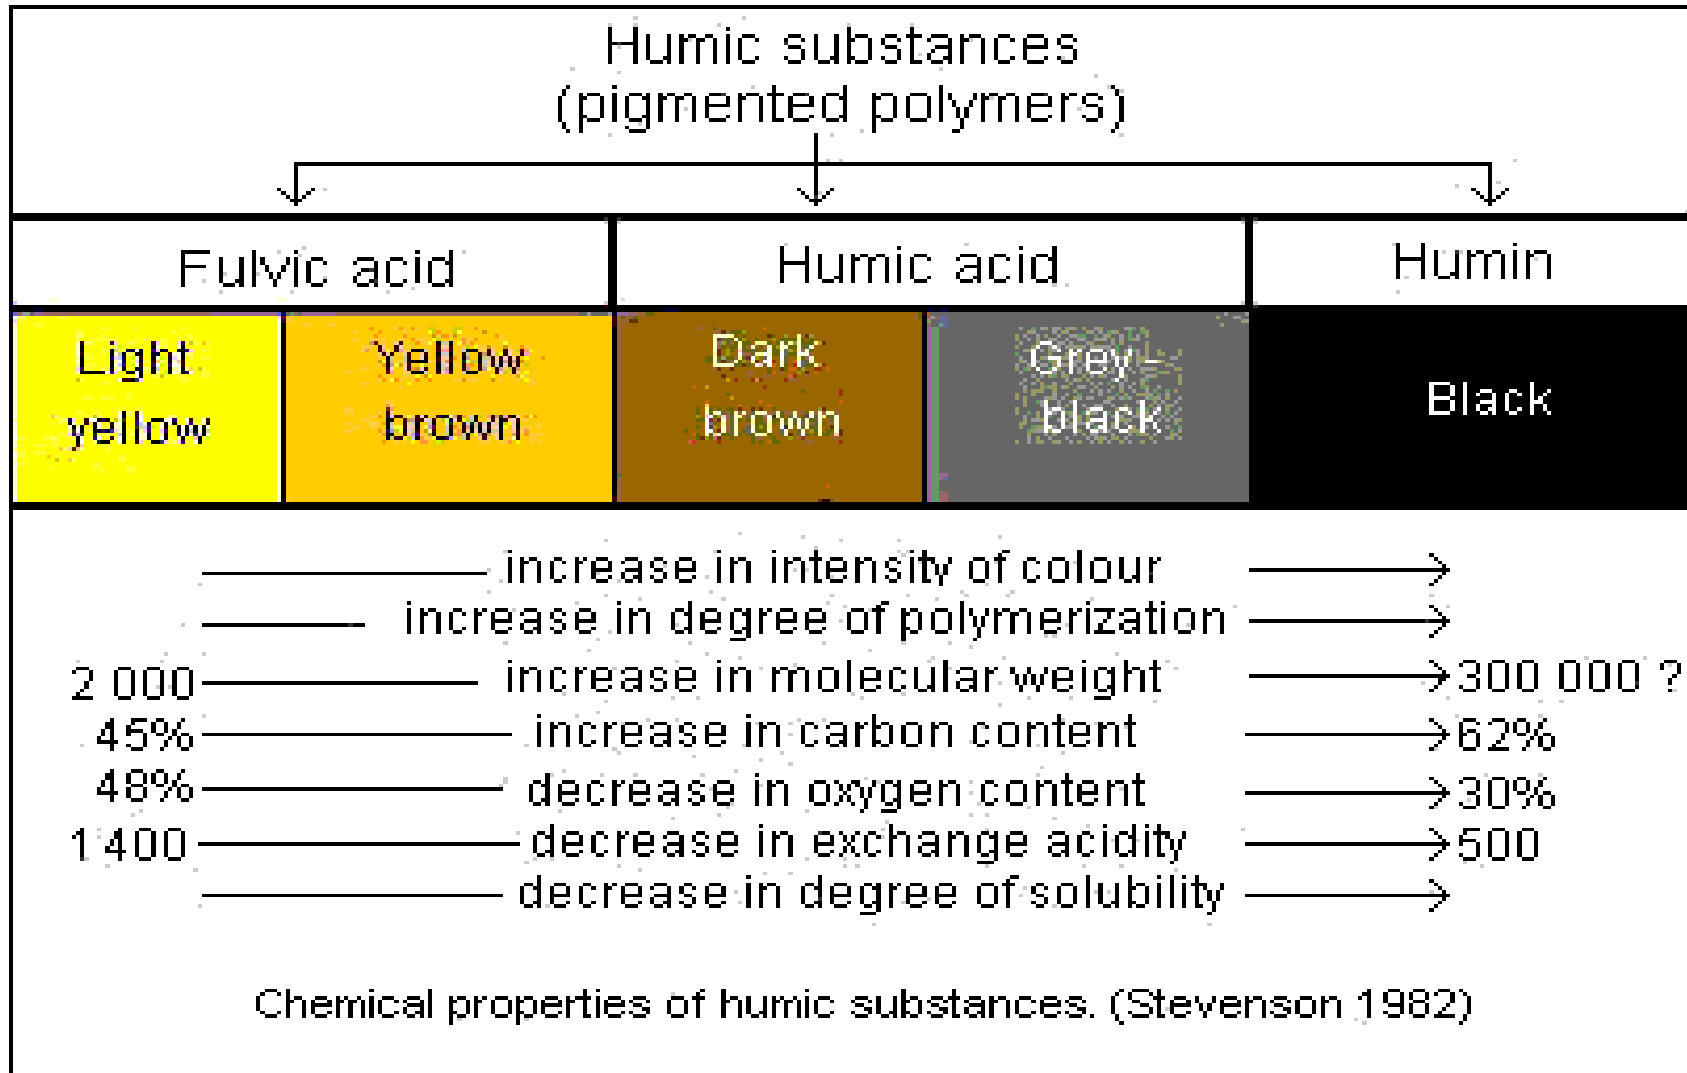 Humic substances
(pigmented polymers)
Fulvic acid
Humic acid
Humin
Light
yellow
Yellow
brown
Dark
brown
Grey-
black
Black
increase in intensity of colour
increase in degree of polymerization
2 000 increase in molecular weight 300 000 ?
45% increase in carbon content 62%
48% decrease in oxygen content 30%
1 400 decrease in exchange acidity 500
decrease in degree of solubility
Chemical properties of humic substances. (Stevenson 1982)